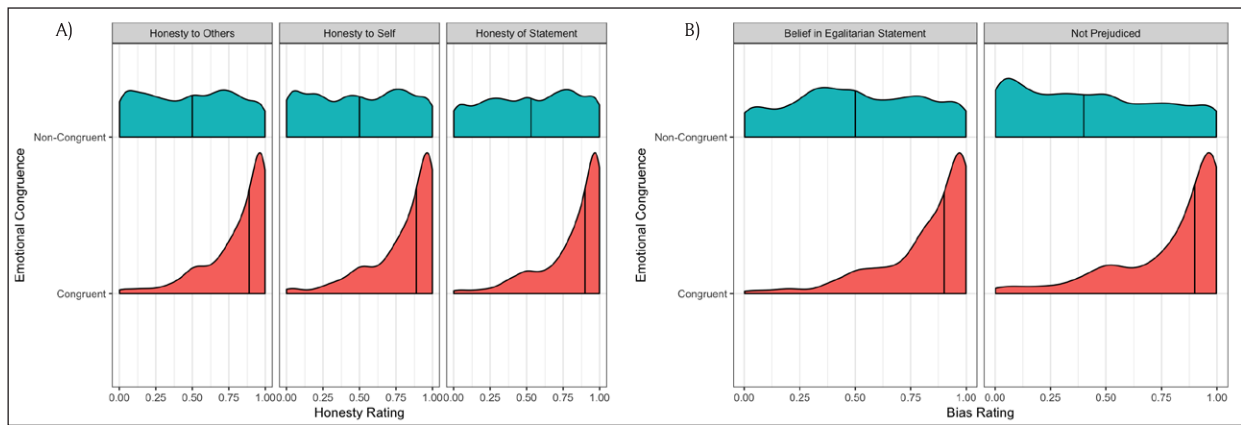 A)
Honesty to Others
Honesty to Self
Honesty of Statement
Emotional Congruence
Non-Congruent
Congruent
0.00 0.25 0.50 0.75 1.00
0.00 0.25 0.50 0.75 1.00
0.00 0.25 0.50 0.75 1.00
Honesty Rating
B)
Belief in Egalitarian Statement
Not Prejudiced
Emotional Congruence
Non-Congruent
Congruent
0.00 0.25 0.50 0.75 1.00
0.00 0.25 0.50 0.75 1.00
Bias Rating